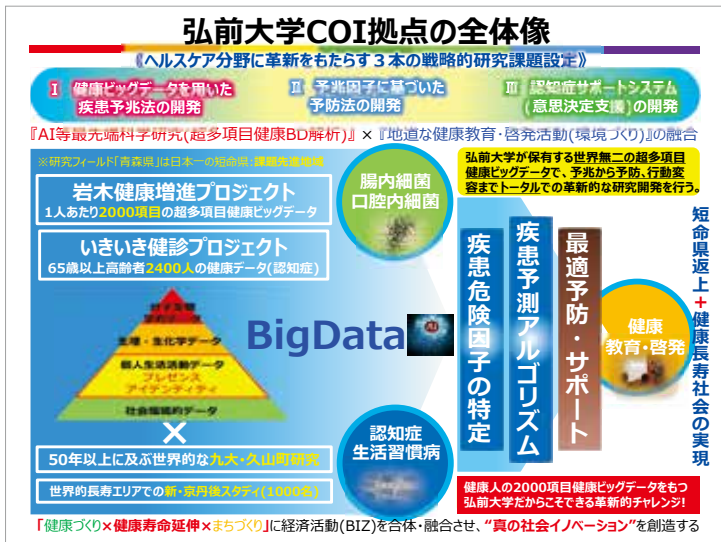 弘前大学COI拠点の全体像
《ヘルスケア分野に革新をもたらす３本の戦略的研究課題設定》
Ⅰ 健康ビッグデータを用いた
疾患予兆法の開発
Ⅱ 予兆因子に基づいた
予防法の開発
Ⅲ 認知症サポートシステム
(意思決定支援)の開発
『AI等最先端科学研究(超多項目健康BD解析)』×『地道な健康教育・啓発活動(環境づくり)』の融合
※研究フィールド「青森県」は日本一の短命県:課題先進地域
岩木健康増進プロジェクト
1人あたり2000項目の超多項目健康ビッグデータ
いきいき健診プロジェクト
65歳以上高齢者2400人の健康データ(認知症)
生理・生化学データ
個人生活活動データ
プレゼンス
アイデンティティ
社会環境的データ
×
50年以上に及ぶ世界的な九大・久山町研究
世界的長寿エリアでの新・京丹後スタディ(1000名)
腸内細菌
口腔内細菌
BigData
AI
認知症
生活習慣病
弘前大学が保有する世界無二の超多項目
健康ビッグデータで、予兆から予防、行動変
容までトータルでの革新的な研究開発を行う。
疾患危険因子の特定
疾患予測アルゴリズム
最適予防・サポート
健康
教育・啓発
短命県返上+健康長寿社会の実現
健康人の2000項目健康ビッグデータをもつ
弘前大学だからこそできる革新的チャレンジ!
「健康づくり×健康寿命延伸×まちづくり」に経済活動(BIZ)を合体・融合させ、“真の社会イノベーション”を創造する